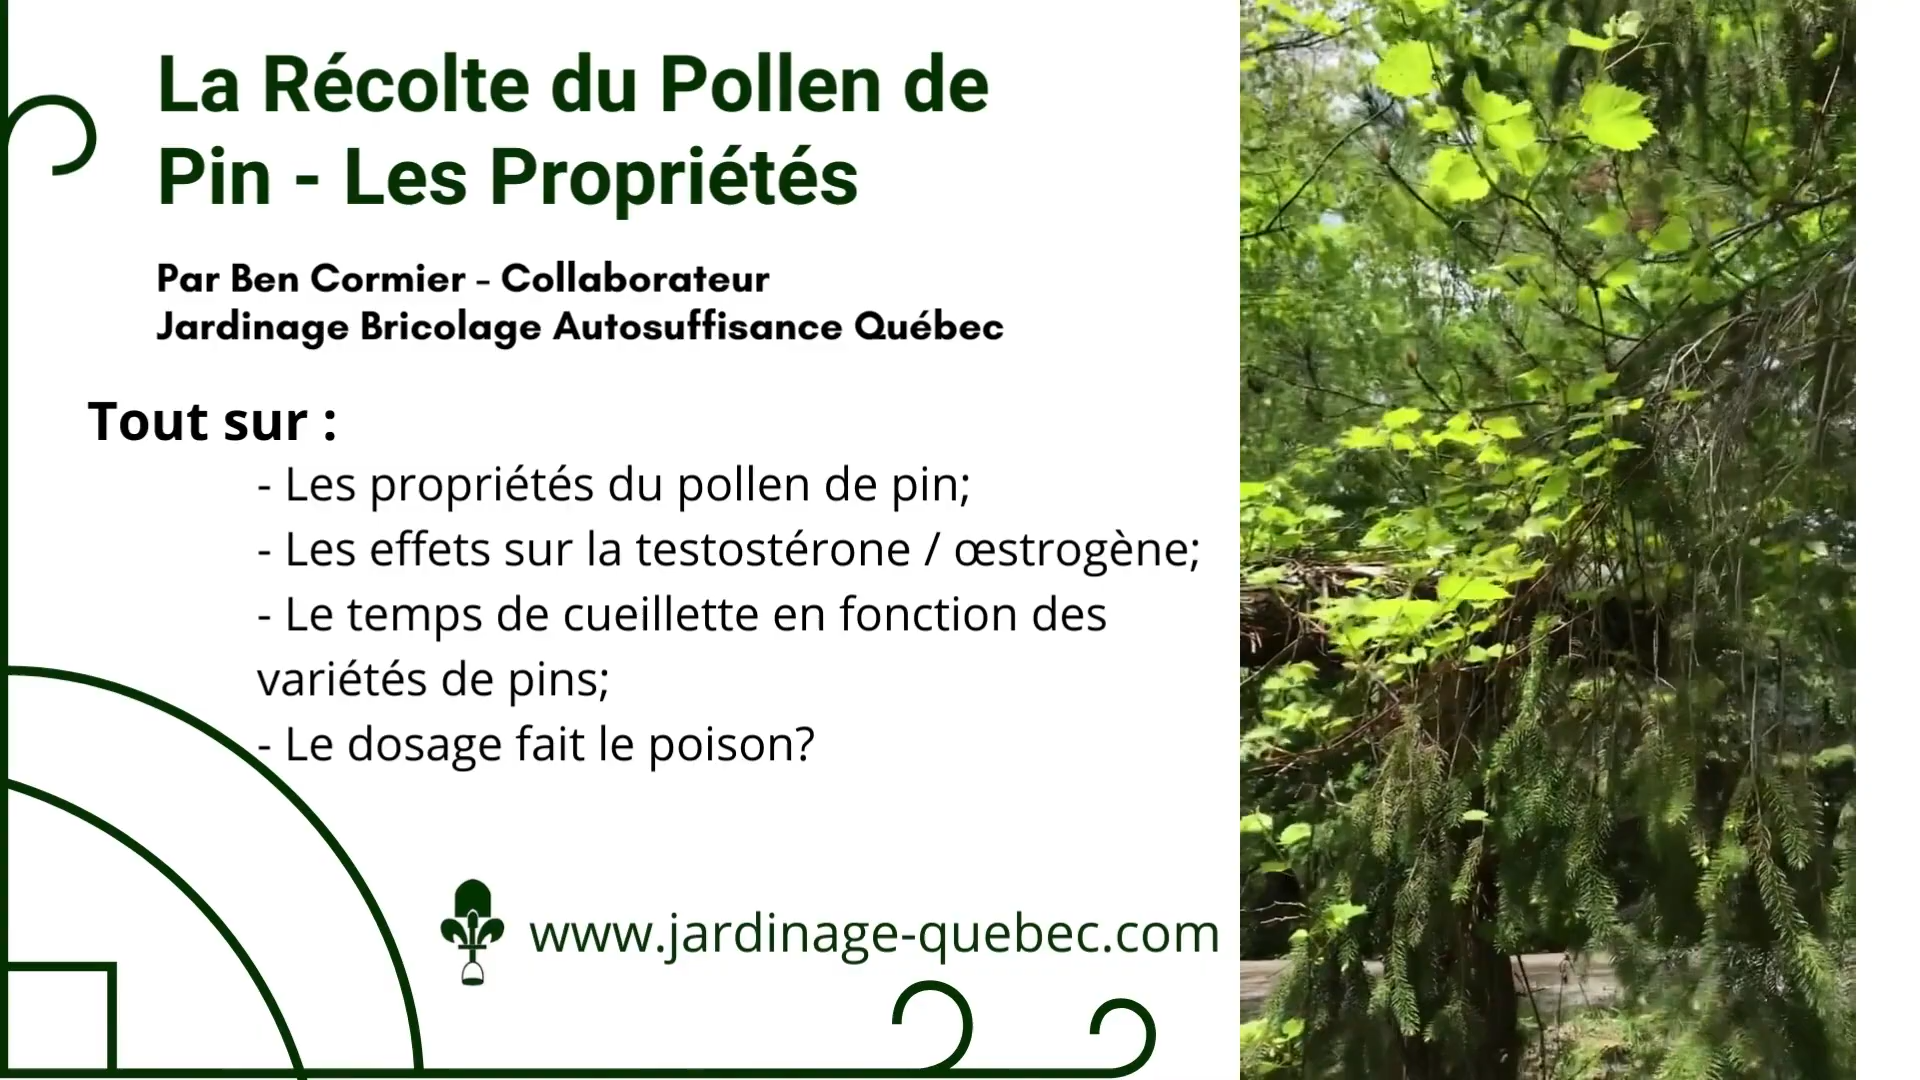 La Récolte du Pollen de
Pin - Les Propriétés
Par Ben Cormier - Collaborateur
Jardinage Bricolage Autosuffisance Québec
Tout sur :
- Les propriétés du pollen de pin;
- Les effets sur la testostérone / œstrogène;
- Le temps de cueillette en fonction des
variétés de pins;
- Le dosage fait le poison?
www.jardinage-quebec.com